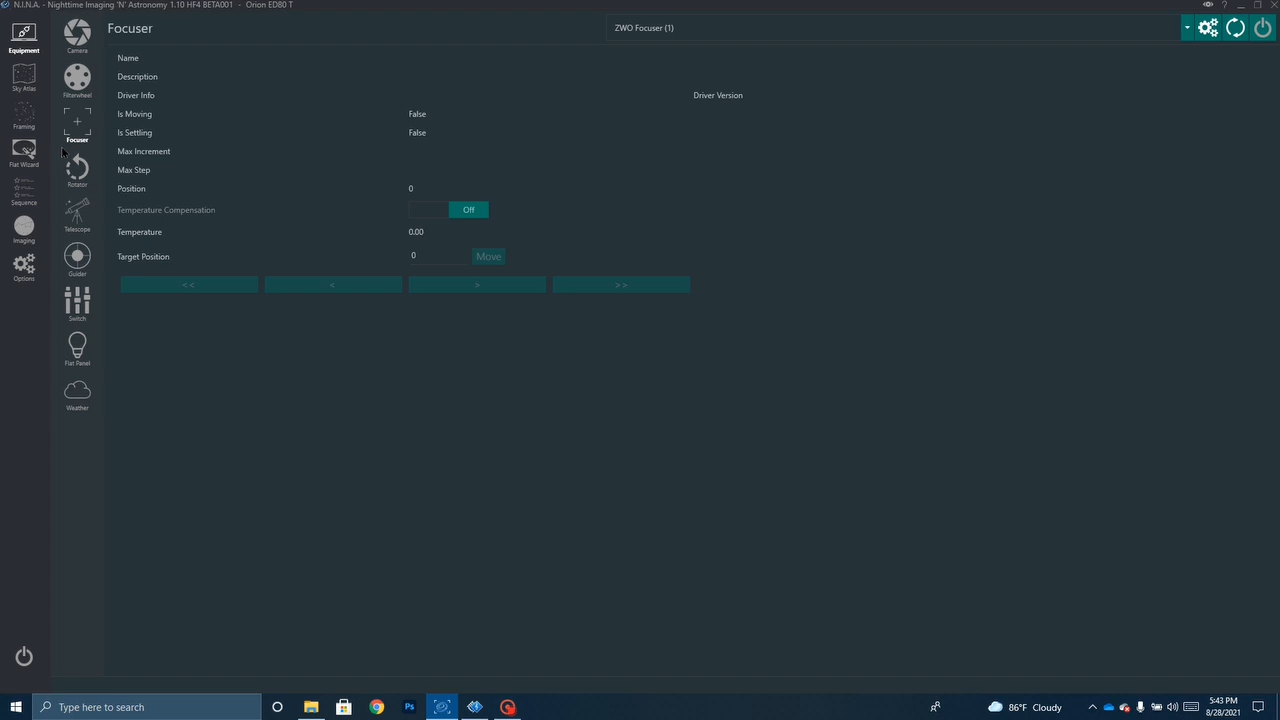 N.I.N.A. - Nighttime Imaging 'N' Astronomy 1.10 HF4 BETA001 - Orion ED80 T
Equipment
Sky Atlas
Framing
Flat Wizard
Sequence
Imaging
Options
Camera
Filterwheel
Focuser
Rotator
Telescope
Guider
Switch
Flat Panel
Weather
Focuser
ZWO Focuser (1)
Name
Description
Driver Info
Driver Version
Is Moving False
Is Settling False
Max Increment
Max Step
Position 0
Temperature Compensation Off
Temperature 0.00
Target Position 0 Move
<< < > >>
Type here to search
Ps
86°F Cloudy
5:43 PM
8/28/2021